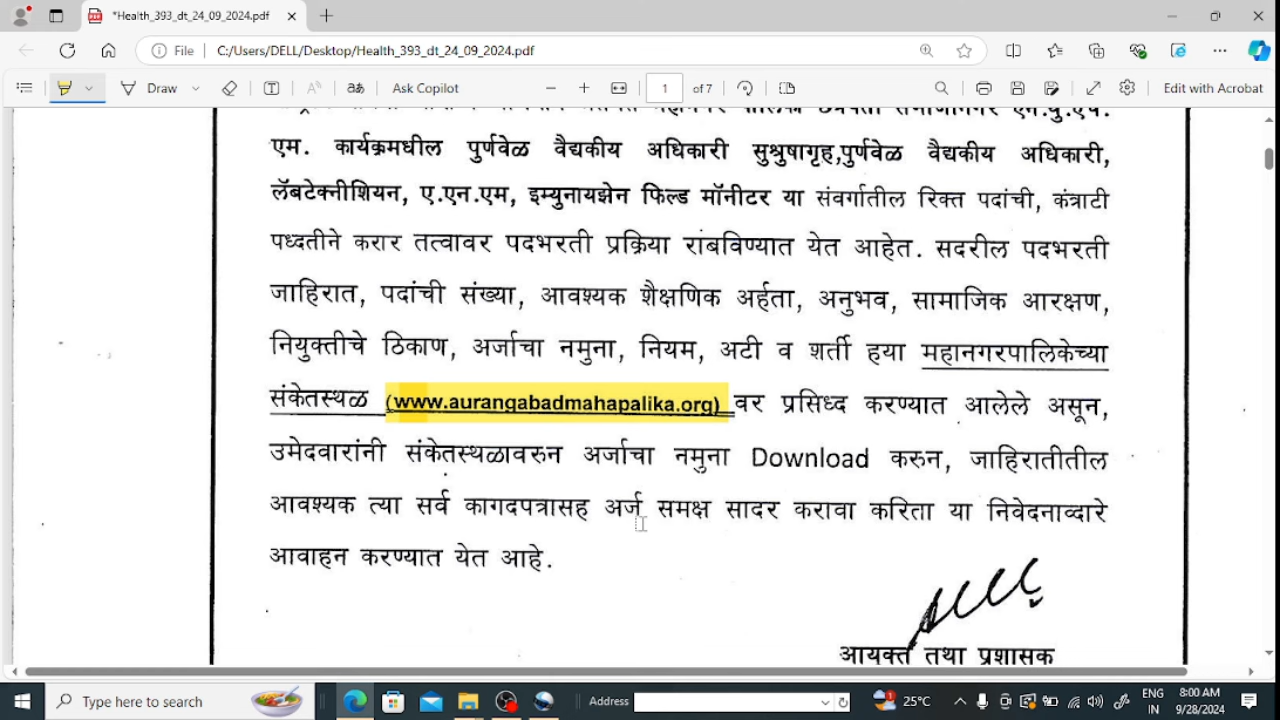 *Health_393_dt_24_09_2024.pdf
File C:/Users/DELL/Desktop/Health_393_dt_24_09_2024.pdf
Draw aあ Ask Copilot 1 of 7 Edit with Acrobat
एम. कार्यक्रमधील पुर्णवेळ वैद्यकीय अधिकारी सुश्रुषागृह,पुर्णवेळ वैद्यकीय अधिकारी,
लॅबटेक्नीशियन, ए.एन.एम, इम्युनायझेन फिल्ड मॉनीटर या संवर्गातील रिक्त पदांची, कंत्राटी
पध्दतीने करार तत्वावर पदभरती प्रक्रिया रांबविण्यात येत आहेत. सदरील पदभरती
जाहिरात, पदांची संख्या, आवश्यक शैक्षणिक अर्हता, अनुभव, सामाजिक आरक्षण,
नियुक्तीचे ठिकाण, अर्जाचा नमुना, नियम, अटी व शर्ती हया महानगरपालिकेच्या
संकेतस्थळ (www.aurangabadmahapalika.org) वर प्रसिध्द करण्यात आलेले असून,
उमेदवारांनी संकेतस्थळावरुन अर्जाचा नमुना Download करुन, जाहिरातीतील
आवश्यक त्या सर्व कागदपत्रासह अर्ज समक्ष सादर करावा करिता या निवेदनाव्दारे
आवाहन करण्यात येत आहे.
आयक्त तथा प्रशासक
Type here to search Address 25°C ENG 8:00 AM
IN 9/28/2024